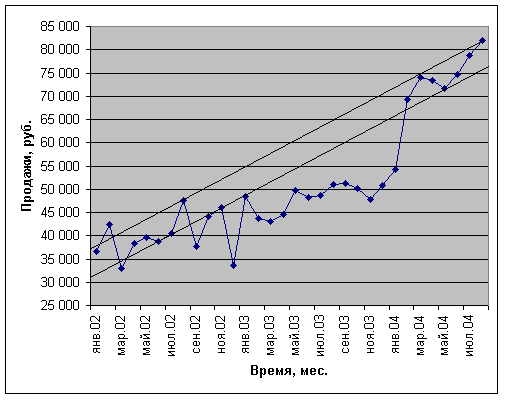 85 000
80 000
75 000
70 000
65 000
60 000
55 000
50 000
45 000
40 000
35 000
30 000
25 000
Продажи, руб.
янв.02
мар.02
май.02
июл.02
сен.02
ноя.02
янв.03
мар.03
май.03
июл.03
сен.03
ноя.03
янв.04
мар.04
май.04
июл.04
Время, мес.